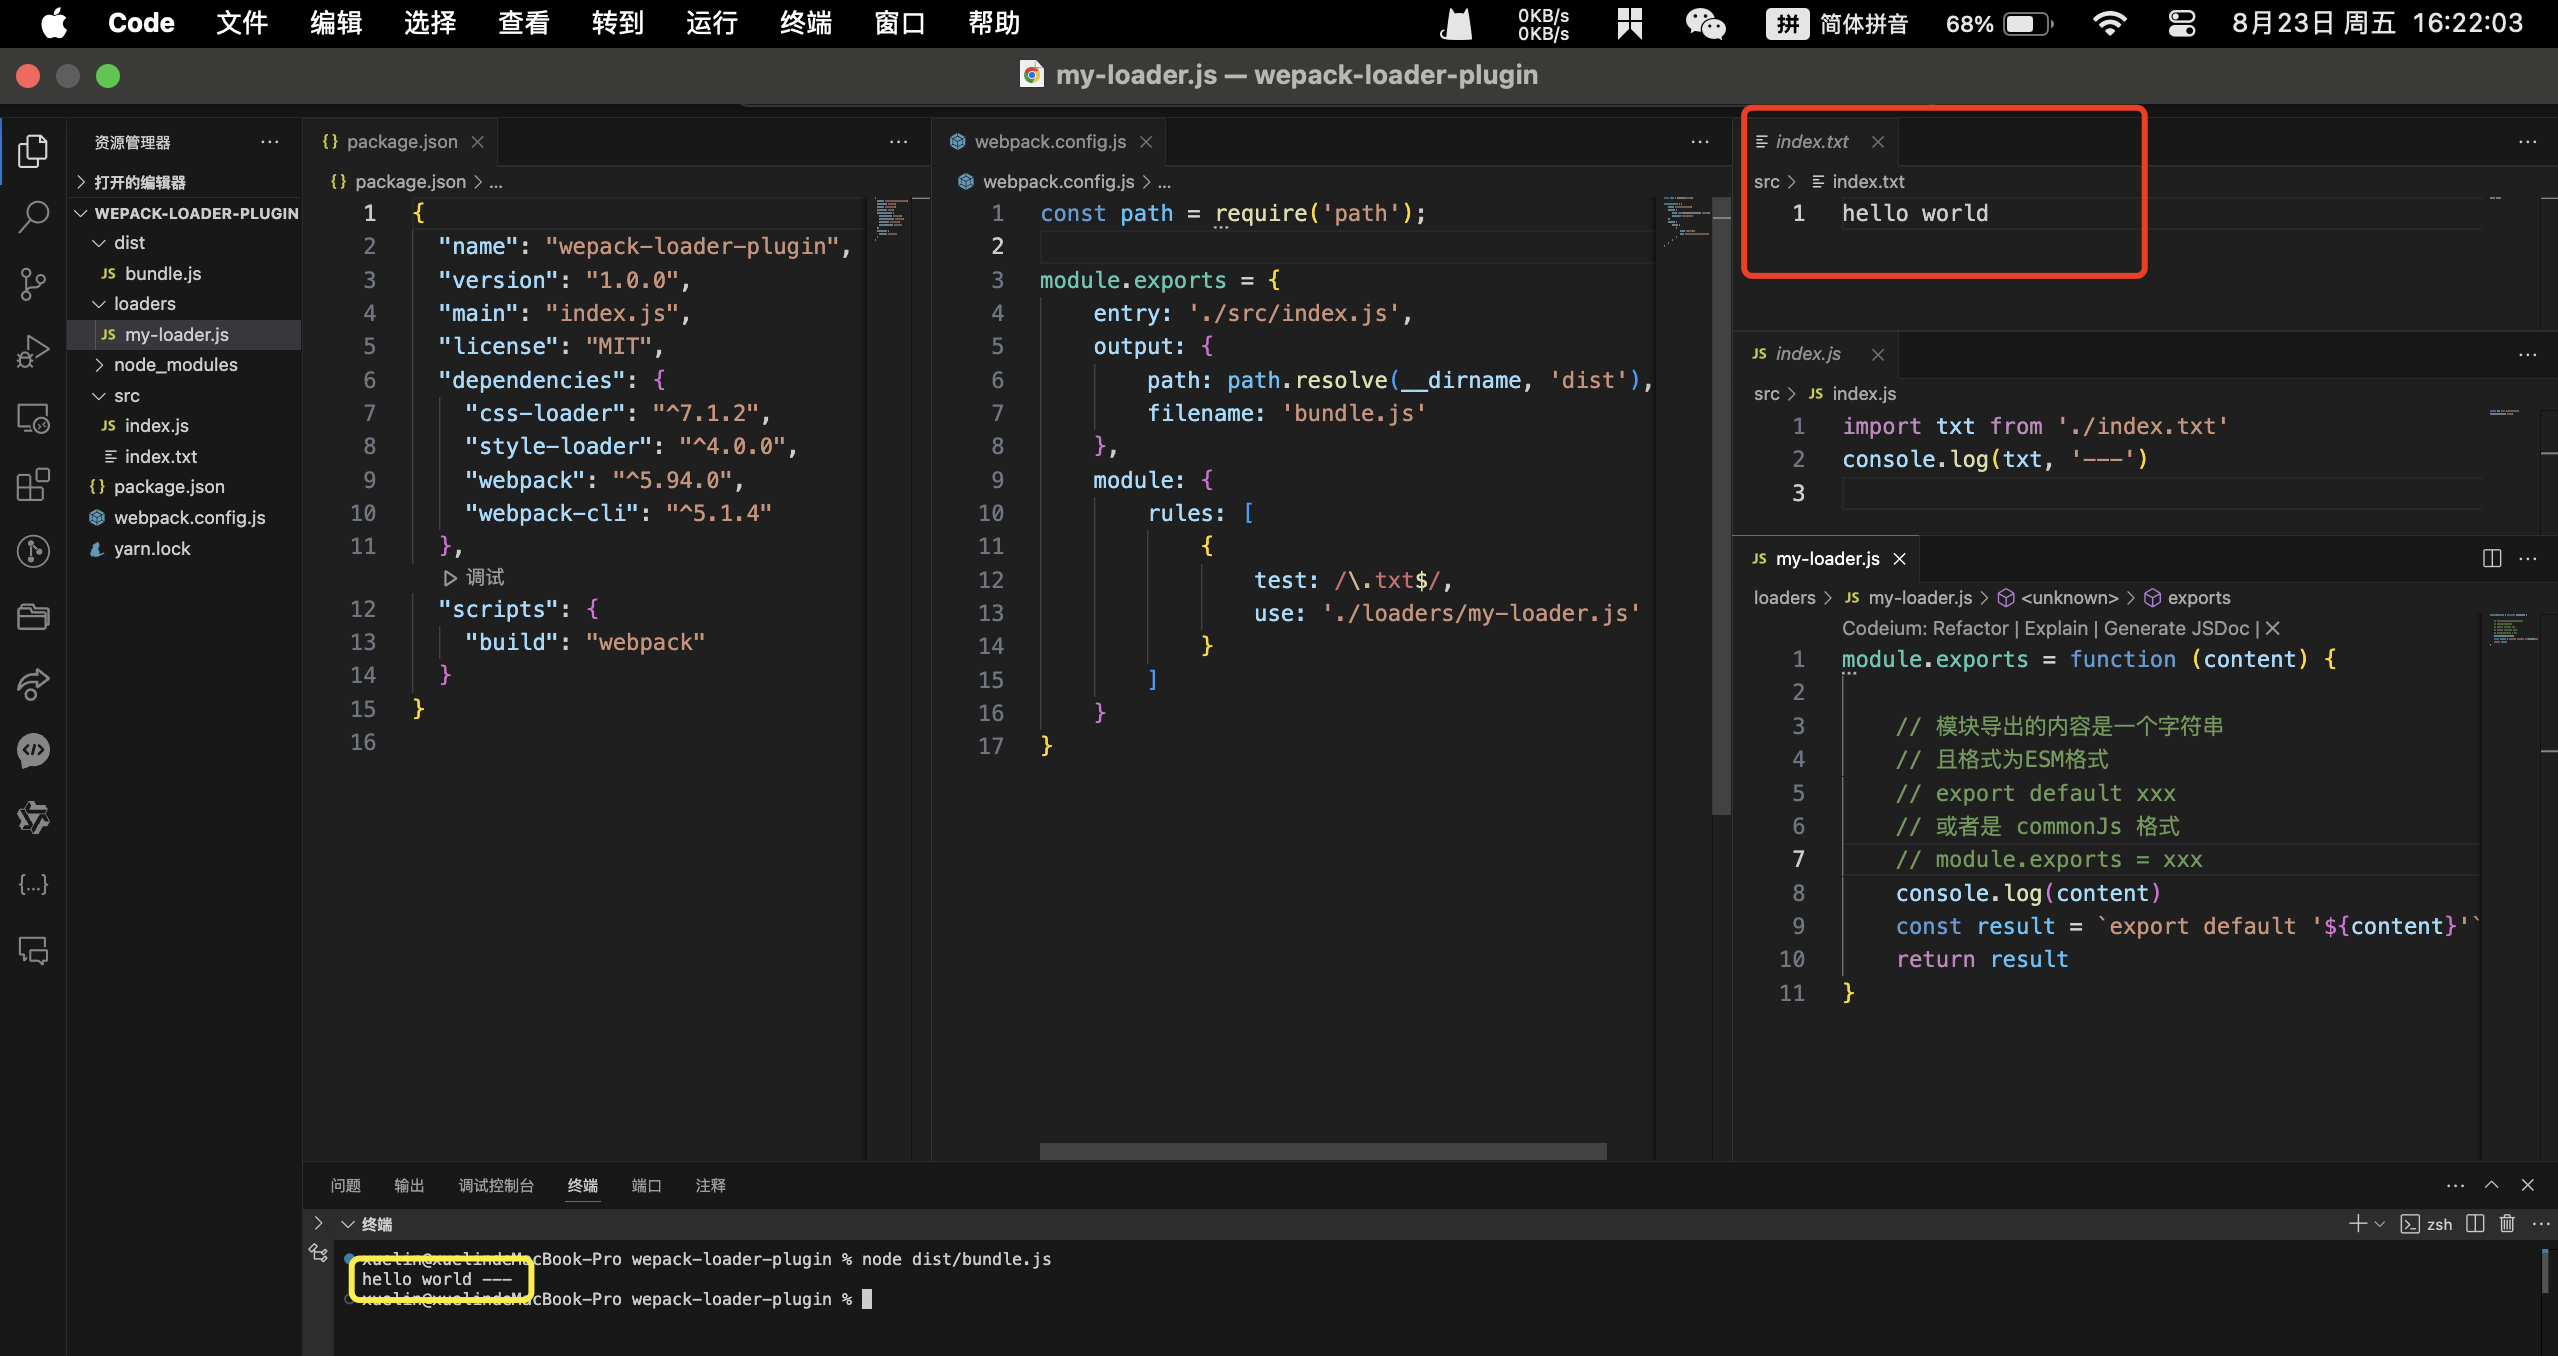 Code 文件 编辑 选择 查看 转到 运行 终端 窗口 帮助
0KB/s
0KB/s
拼 简体拼音 68% 8月23日 周五 16:22:03
my-loader.js — wepack-loader-plugin
资源管理器 ···
打开的编辑器
WEPACK-LOADER-PLUGIN
dist
JS bundle.js
loaders
JS my-loader.js
node_modules
src
JS index.js
index.txt
{} package.json
webpack.config.js
yarn.lock
{} package.json ···
{} package.json > ...
1 {
2 "name": "wepack-loader-plugin",
3 "version": "1.0.0",
4 "main": "index.js",
5 "license": "MIT",
6 "dependencies": {
7 "css-loader": "^7.1.2",
8 "style-loader": "^4.0.0",
9 "webpack": "^5.94.0",
10 "webpack-cli": "^5.1.4"
11 },
调试
12 "scripts": {
13 "build": "webpack"
14 }
15 }
16
webpack.config.js ···
webpack.config.js > ...
1 const path = require('path');
2
3 module.exports = {
4 entry: './src/index.js',
5 output: {
6 path: path.resolve(__dirname, 'dist'),
7 filename: 'bundle.js'
8 },
9 module: {
10 rules: [
11 {
12 test: /\.txt$/,
13 use: './loaders/my-loader.js'
14 }
15 ]
16 }
17 }
index.txt ···
src > index.txt
1 hello world
JS index.js ···
src > JS index.js
1 import txt from './index.txt'
2 console.log(txt, '---')
3
JS my-loader.js ···
loaders > JS my-loader.js > <unknown> > exports
Codeium: Refactor | Explain | Generate JSDoc | X
1 module.exports = function (content) {
2
3 // 模块导出的内容是一个字符串
4 // 且格式为ESM格式
5 // export default xxx
6 // 或者是 commonJs 格式
7 // module.exports = xxx
8 console.log(content)
9 const result = `export default '${content}'`
10 return result
11 }
问题 输出 调试控制台 终端 端口 注释
终端 zsh
xuelin@xuelindeMacBook-Pro wepack-loader-plugin % node dist/bundle.js
hello world ---
xuelin@xuelindeMacBook-Pro wepack-loader-plugin %